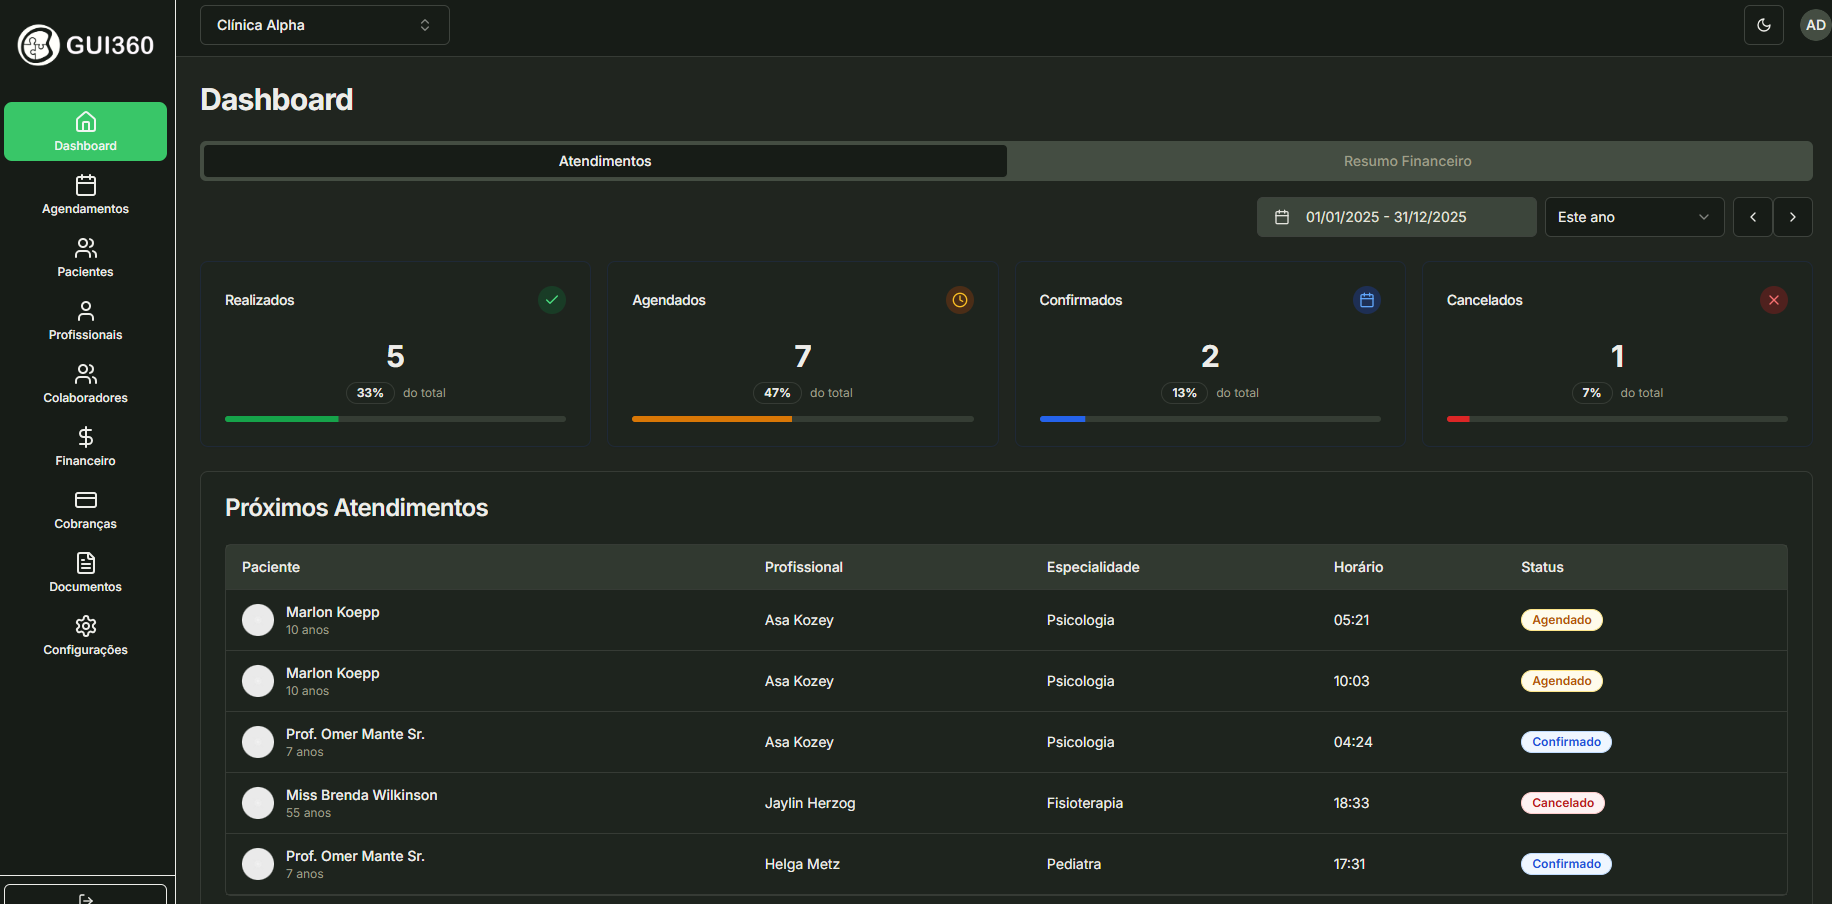 GUI360
Clínica Alpha
AD
Dashboard
Agendamentos
Pacientes
Profissionais
Colaboradores
Financeiro
Cobranças
Documentos
Configurações
Dashboard
Atendimentos
Resumo Financeiro
01/01/2025 - 31/12/2025
Este ano
Realizados
5
33% do total
Agendados
7
47% do total
Confirmados
2
13% do total
Cancelados
1
7% do total
Próximos Atendimentos
Paciente Profissional Especialidade Horário Status
Marlon Koepp
10 anos
Asa Kozey Psicologia 05:21 Agendado
Marlon Koepp
10 anos
Asa Kozey Psicologia 10:03 Agendado
Prof. Omer Mante Sr.
7 anos
Asa Kozey Psicologia 04:24 Confirmado
Miss Brenda Wilkinson
55 anos
Jaylin Herzog Fisioterapia 18:33 Cancelado
Prof. Omer Mante Sr.
7 anos
Helga Metz Pediatra 17:31 Confirmado